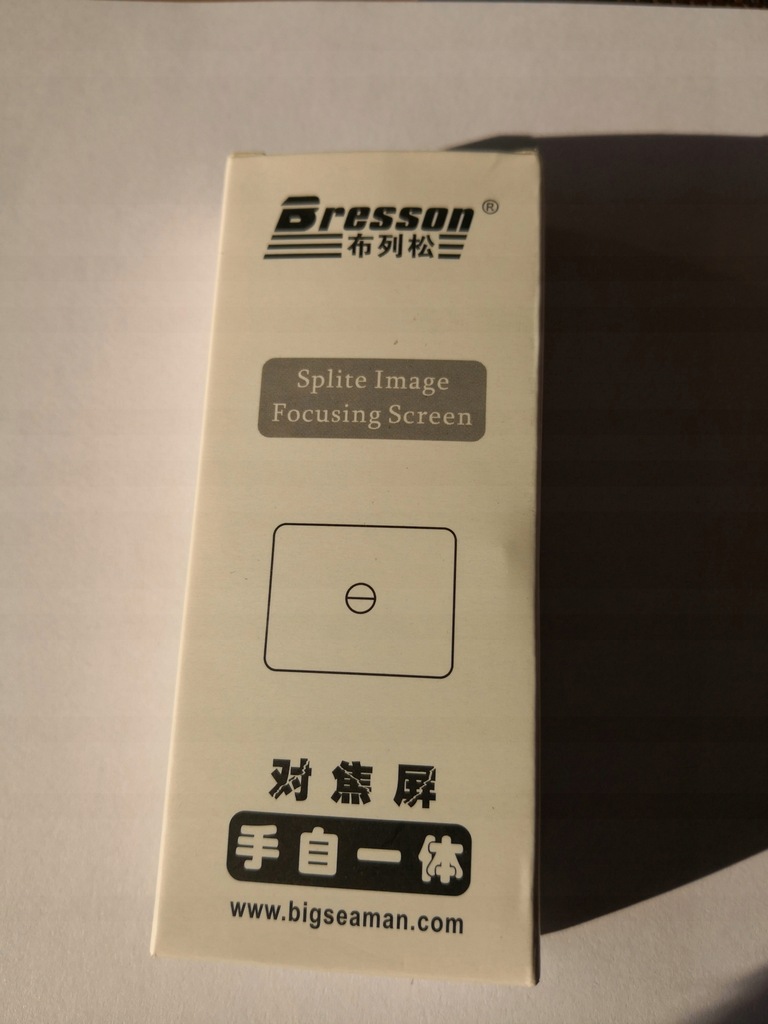 Bresson®
布列松
Splite Image
Focusing Screen
对焦屏
手自一体
www.bigseaman.com